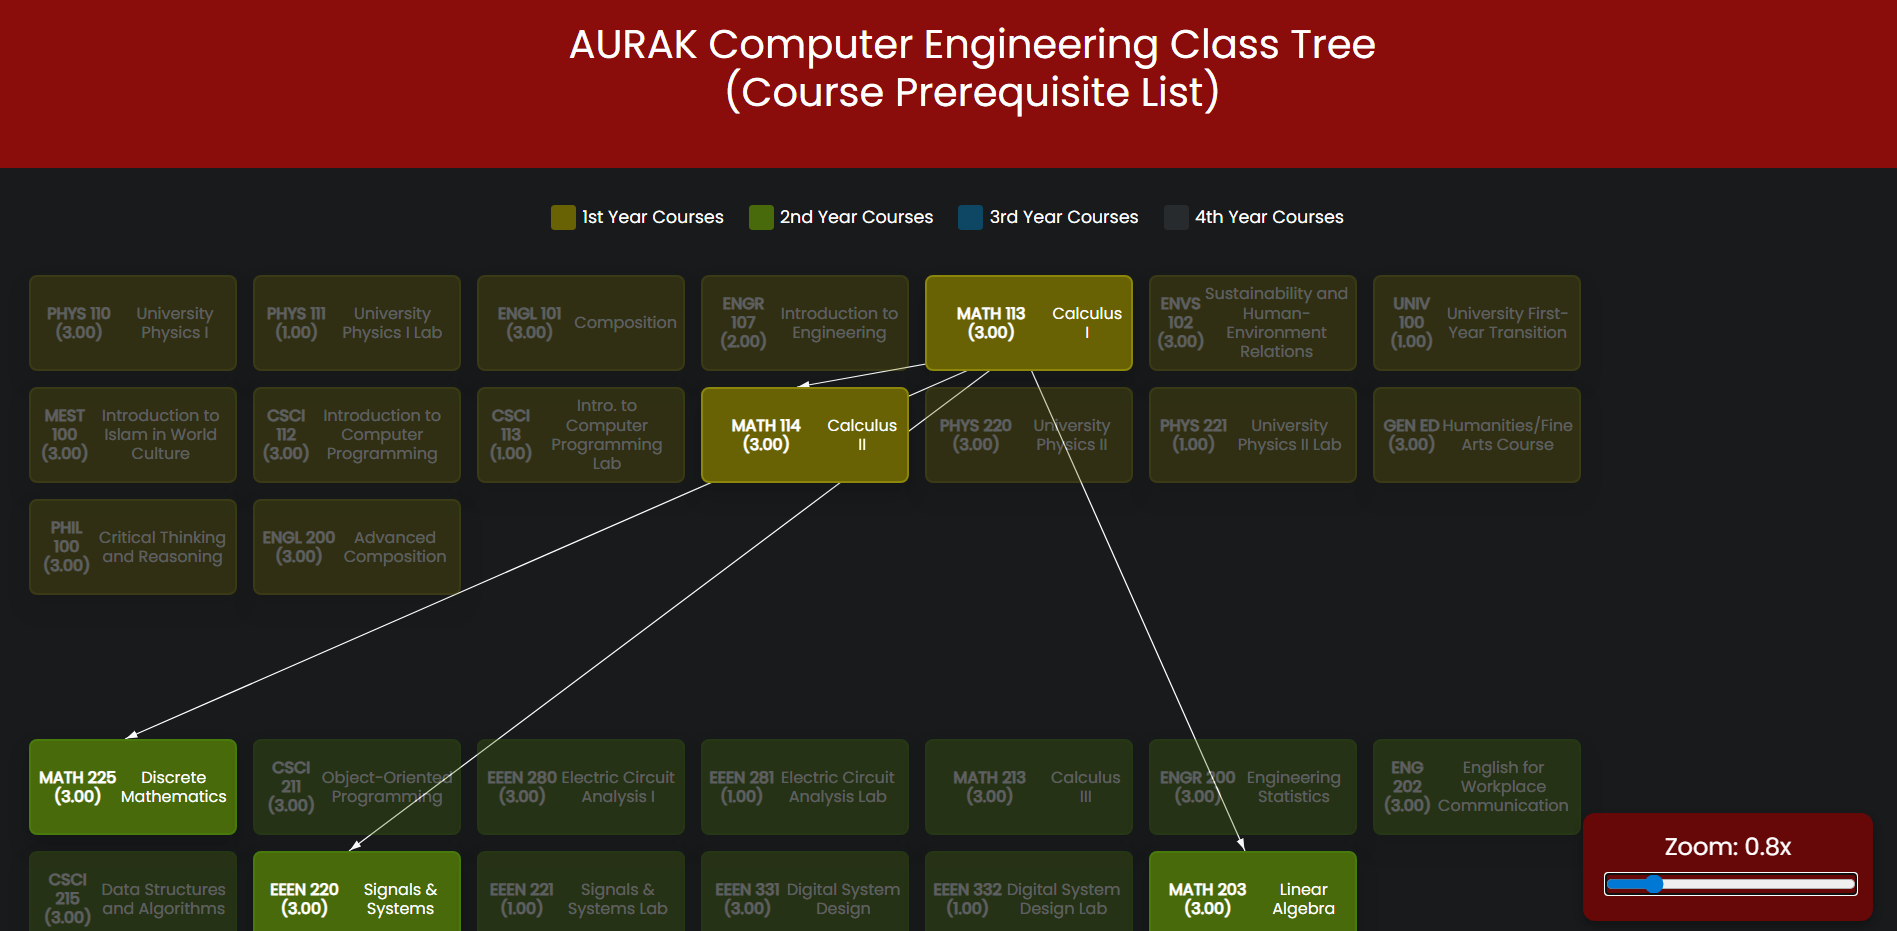 AURAK Computer Engineering Class Tree
(Course Prerequisite List)
1st Year Courses
2nd Year Courses
3rd Year Courses
4th Year Courses
PHYS 110
(3.00)
University
Physics I
PHYS 111
(1.00)
University
Physics I Lab
ENGL 101
(3.00)
Composition
ENGR
107
(2.00)
Introduction to
Engineering
MATH 113
(3.00)
Calculus
I
ENVS
102
(3.00)
Sustainability and
Human-
Environment
Relations
UNIV
100
(1.00)
University First-
Year Transition
MEST
100
(3.00)
Introduction to
Islam in World
Culture
CSCI
112
(3.00)
Introduction to
Computer
Programming
CSCI
113
(1.00)
Intro. to
Computer
Programming
Lab
MATH 114
(3.00)
Calculus
II
PHYS 220
(3.00)
University
Physics II
PHYS 221
(1.00)
University
Physics II Lab
GEN ED
(3.00)
Humanities/Fine
Arts Course
PHIL
100
(3.00)
Critical Thinking
and Reasoning
ENGL 200
(3.00)
Advanced
Composition
MATH 225
(3.00)
Discrete
Mathematics
CSCI
211
(3.00)
Object-Oriented
Programming
EEEN 280
(3.00)
Electric Circuit
Analysis I
EEEN 281
(1.00)
Electric Circuit
Analysis Lab
MATH 213
(3.00)
Calculus
III
ENGR 200
(3.00)
Engineering
Statistics
ENG
202
(3.00)
English for
Workplace
Communication
CSCI
215
(3.00)
Data Structures
and Algorithms
EEEN 220
(3.00)
Signals &
Systems
EEEN 221
(1.00)
Signals &
Systems Lab
EEEN 331
(3.00)
Digital System
Design
EEEN 332
(1.00)
Digital System
Design Lab
MATH 203
(3.00)
Linear
Algebra
Zoom: 0.8x